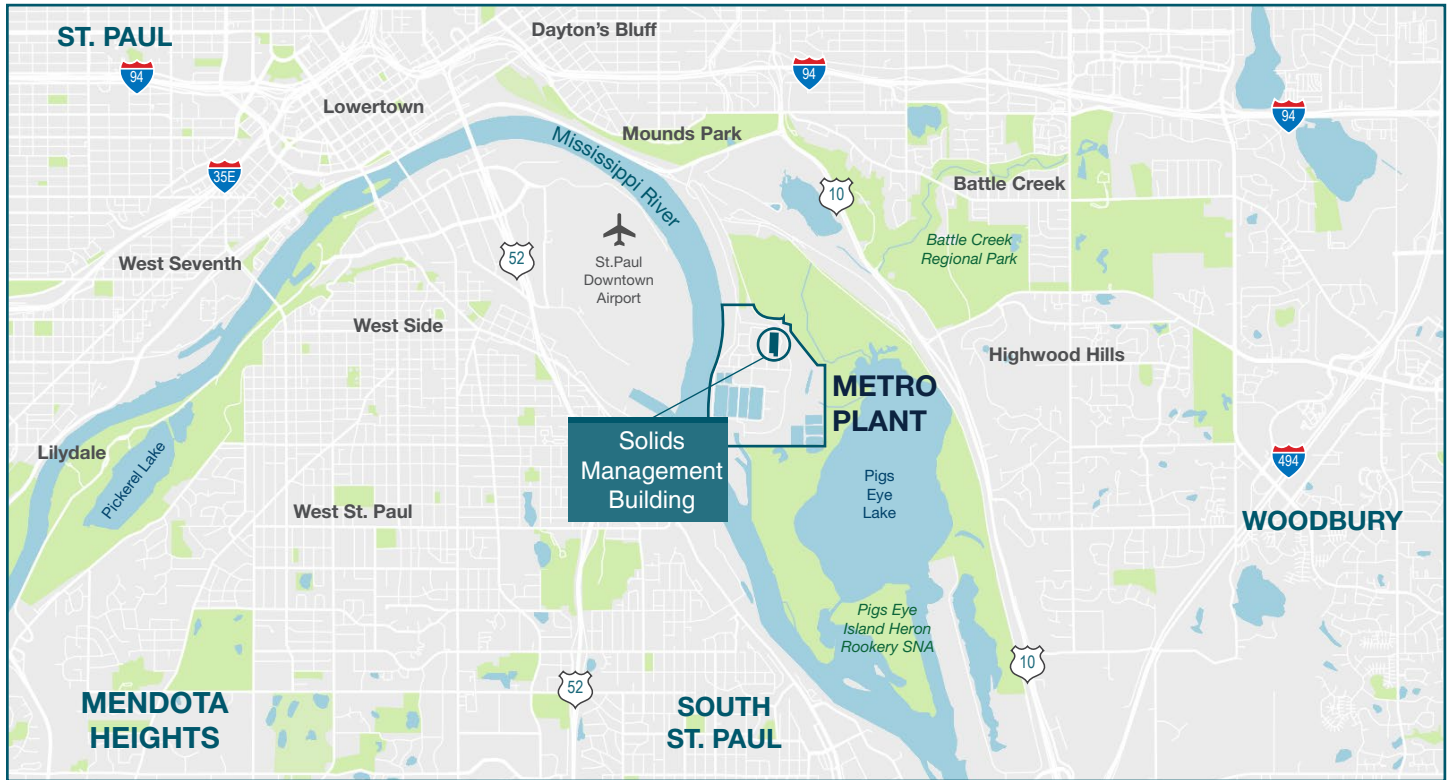 ST. PAUL
Dayton's Bluff
94
94
Lowertown
94
Mounds Park
Mississippi River
35E
10
Battle Creek
52
St.Paul
Downtown
Airport
Battle Creek
Regional Park
West Seventh
West Side
Highwood Hills
METRO
PLANT
Solids
Management
Building
Lilydale
Pickerel Lake
494
Pigs
Eye
Lake
West St. Paul
WOODBURY
Pigs Eye
Island Heron
Rookery SNA
10
52
MENDOTA
HEIGHTS
SOUTH
ST. PAUL